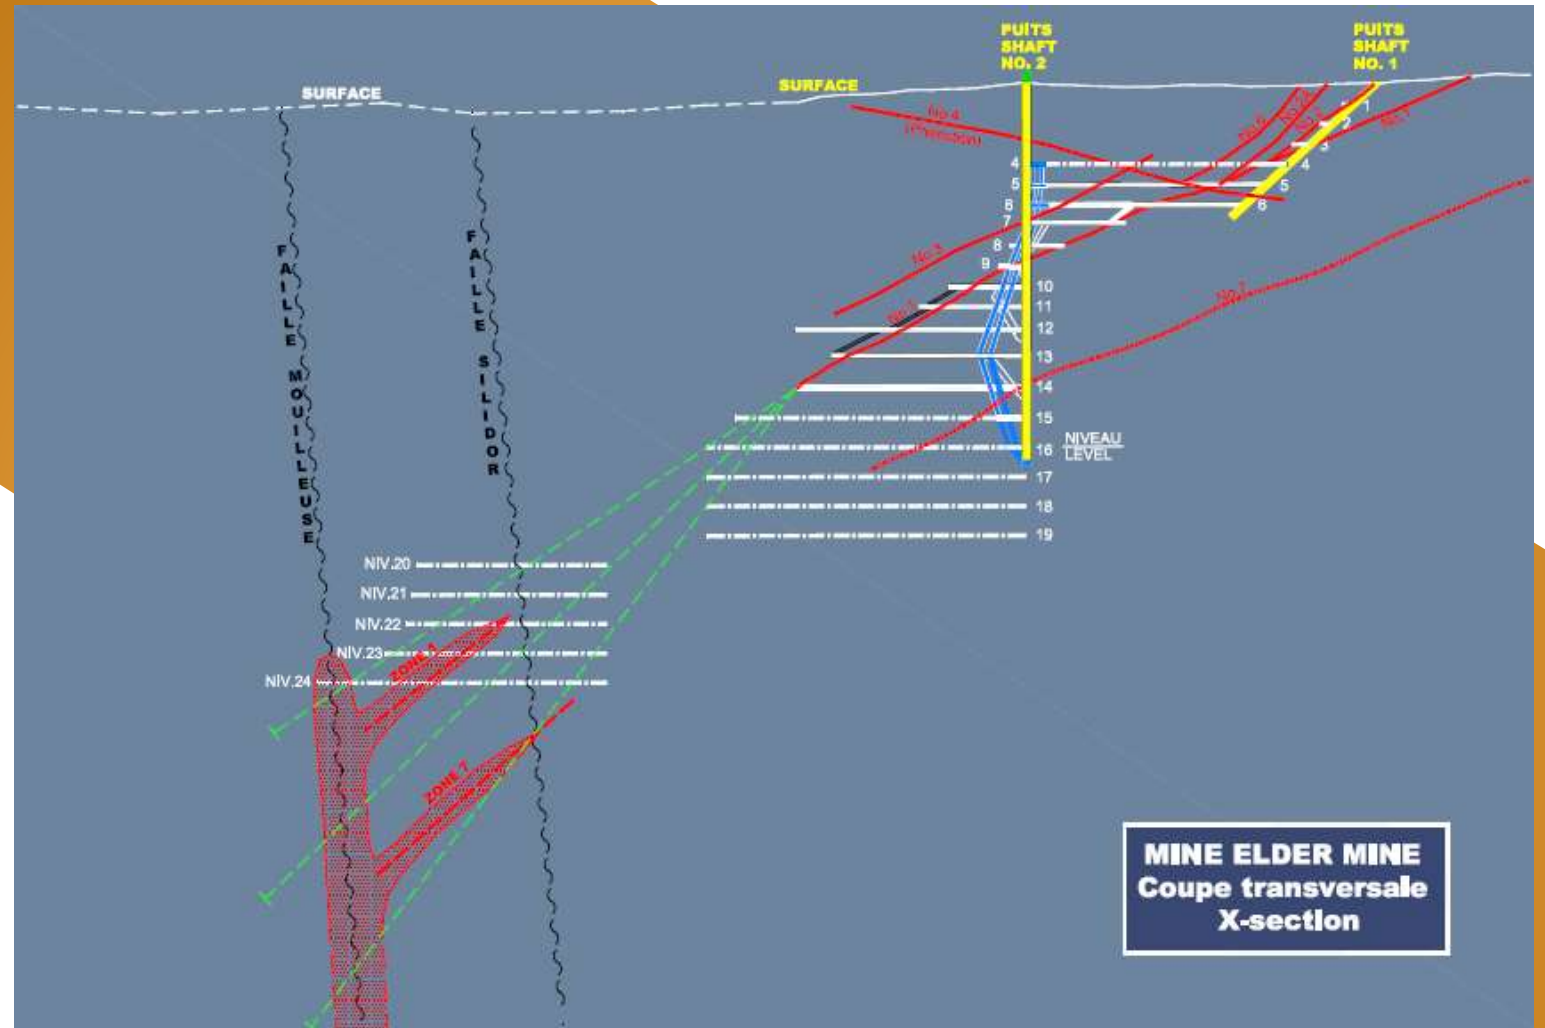 PUITS
SHAFT
NO. 2
PUITS
SHAFT
NO. 1
SURFACE
SURFACE
No.4
No.6
No.1
1
2
3
4
5
6
4
5
6
7
8
9
10
11
12
13
14
15
16
17
18
19
NIVEAU
LEVEL
No.3
No.7
FAILLE MOUILLEUSE
FAILLE SILIDOR
NIV.20
NIV.21
NIV.22
NIV.23
NIV.24
ZONE 7
MINE ELDER MINE
Coupe transversale
X-section